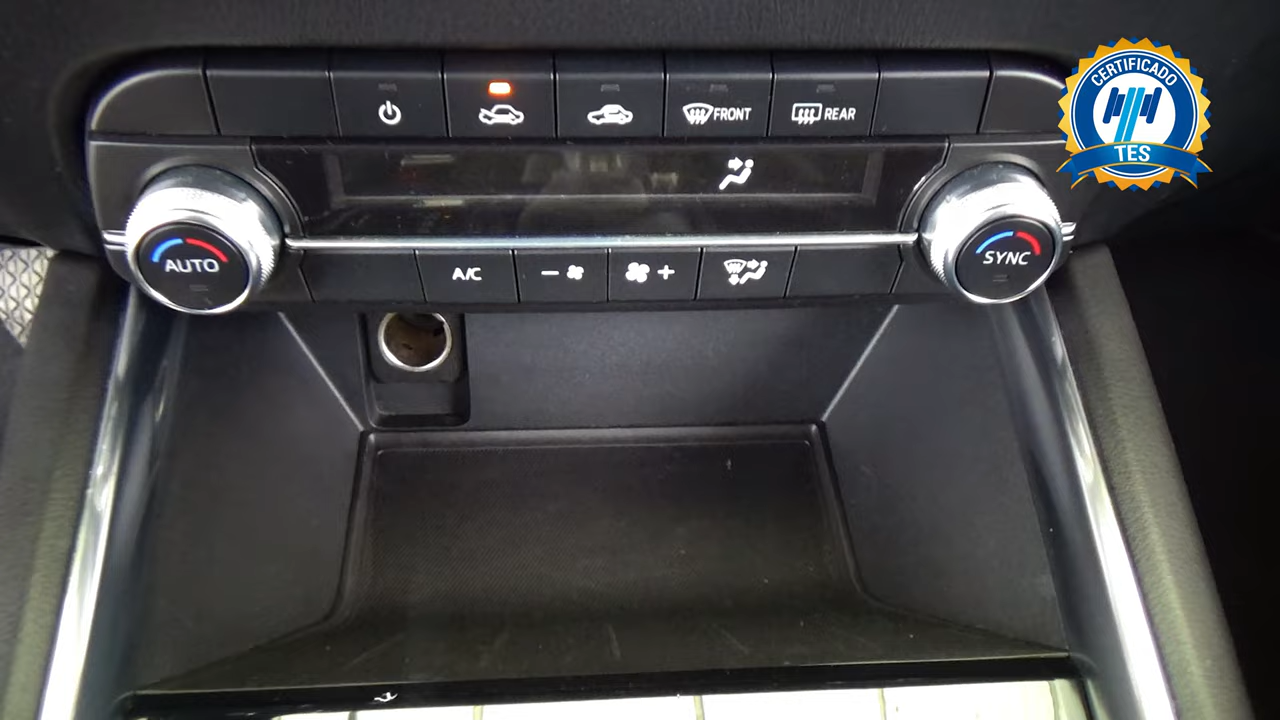 CERTIFICADO
TES
FRONT
REAR
AUTO
A/C
−
+
SYNC